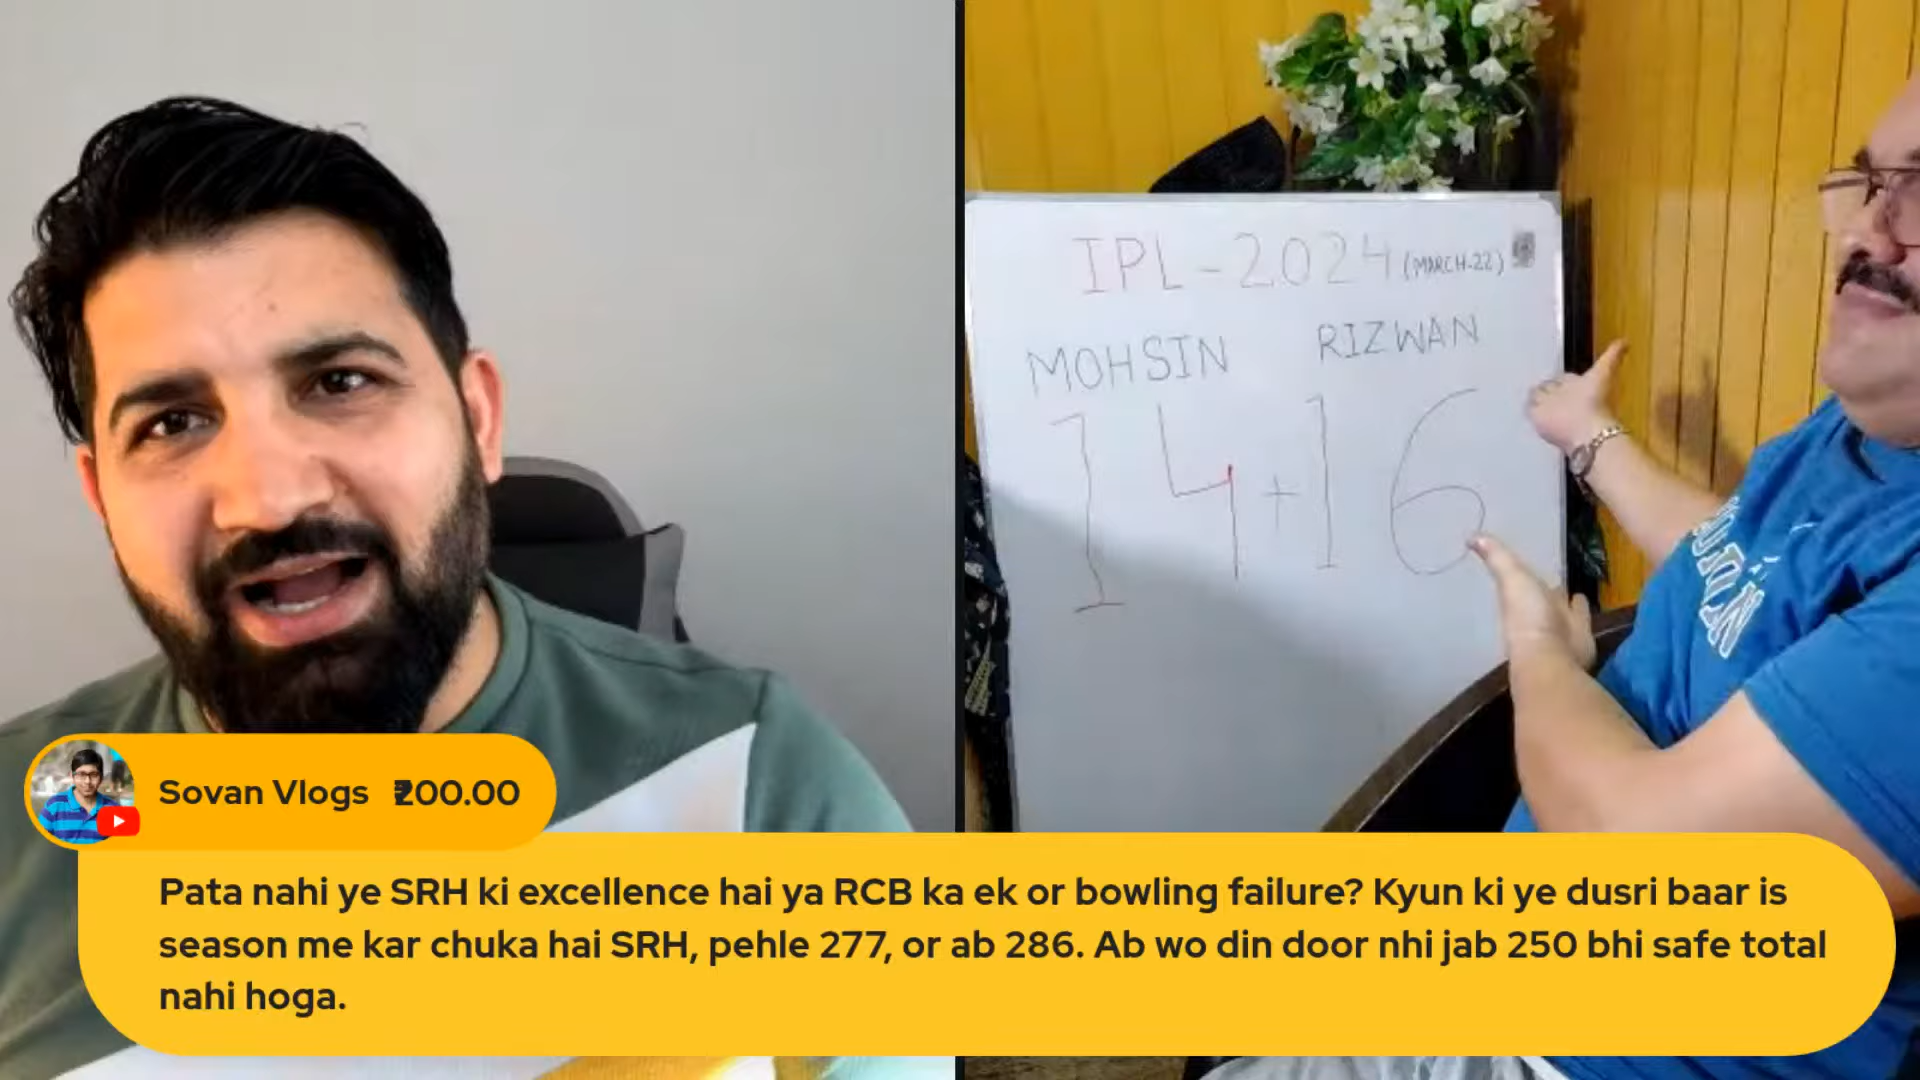 IPL-2024 (MARCH-22)
MOHSIN RIZWAN
14+16
Sovan Vlogs ₹200.00
Pata nahi ye SRH ki excellence hai ya RCB ka ek or bowling failure? Kyun ki ye dusri baar is
season me kar chuka hai SRH, pehle 277, or ab 286. Ab wo din door nhi jab 250 bhi safe total
nahi hoga.